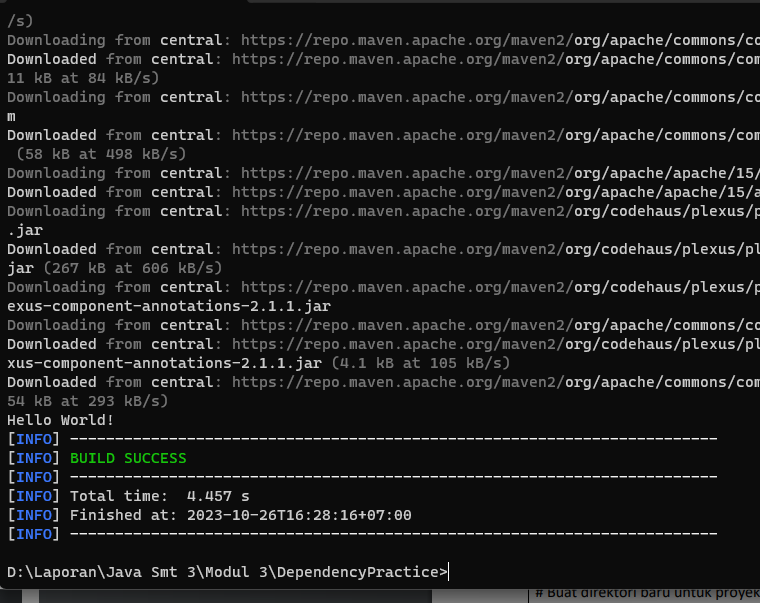 /s)
Downloading from central: https://repo.maven.apache.org/maven2/org/apache/commons/co
Downloaded from central: https://repo.maven.apache.org/maven2/org/apache/commons/com
11 kB at 84 kB/s)
Downloading from central: https://repo.maven.apache.org/maven2/org/apache/commons/co
m
Downloaded from central: https://repo.maven.apache.org/maven2/org/apache/commons/com
(58 kB at 498 kB/s)
Downloading from central: https://repo.maven.apache.org/maven2/org/apache/apache/15/
Downloaded from central: https://repo.maven.apache.org/maven2/org/apache/apache/15/a
Downloading from central: https://repo.maven.apache.org/maven2/org/codehaus/plexus/p
.jar
Downloaded from central: https://repo.maven.apache.org/maven2/org/codehaus/plexus/pl
jar (267 kB at 606 kB/s)
Downloading from central: https://repo.maven.apache.org/maven2/org/codehaus/plexus/p
exus-component-annotations-2.1.1.jar
Downloading from central: https://repo.maven.apache.org/maven2/org/apache/commons/co
Downloaded from central: https://repo.maven.apache.org/maven2/org/codehaus/plexus/pl
xus-component-annotations-2.1.1.jar (4.1 kB at 105 kB/s)
Downloaded from central: https://repo.maven.apache.org/maven2/org/apache/commons/com
54 kB at 293 kB/s)
Hello World!
[INFO] ------------------------------------------------------------------------
[INFO] BUILD SUCCESS
[INFO] ------------------------------------------------------------------------
[INFO] Total time:  4.457 s
[INFO] Finished at: 2023-10-26T16:28:16+07:00
[INFO] ------------------------------------------------------------------------
D:\Laporan\Java Smt 3\Modul 3\DependencyPractice>
# Buat direktori baru untuk proyek